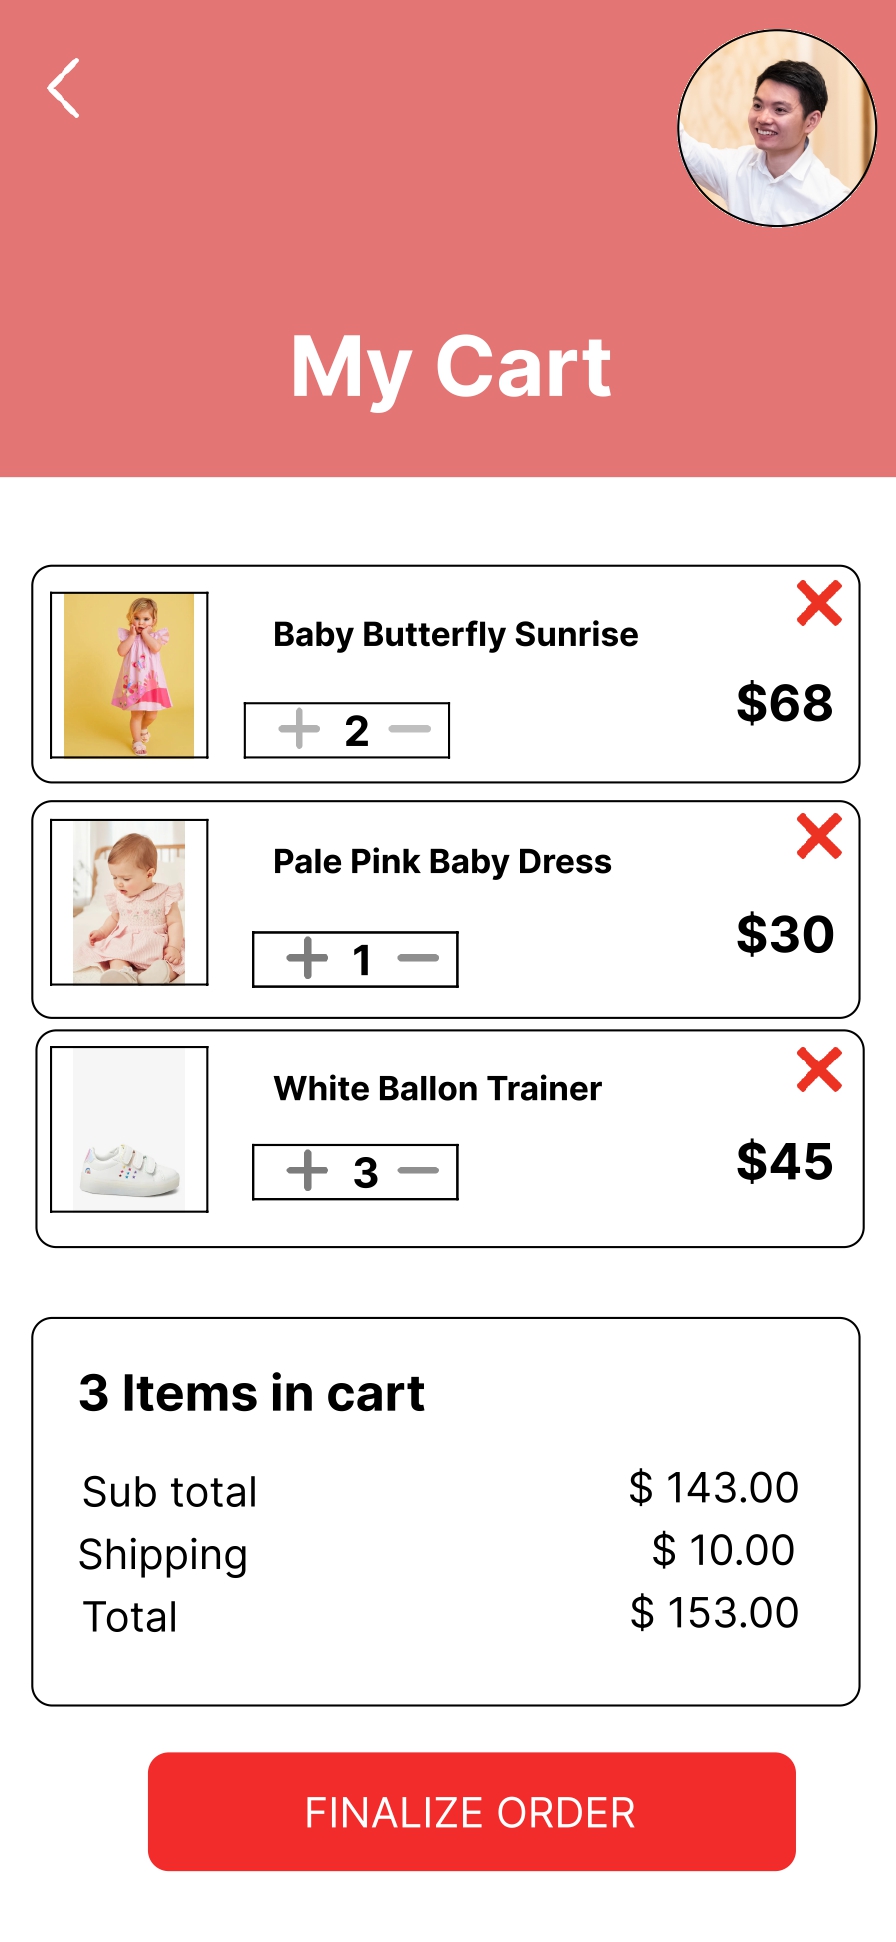 My Cart
Baby Butterfly Sunrise
2
$68
Pale Pink Baby Dress
1
$30
White Ballon Trainer
3
$45
3 Items in cart
Sub total $ 143.00
Shipping $ 10.00
Total $ 153.00
FINALIZE ORDER